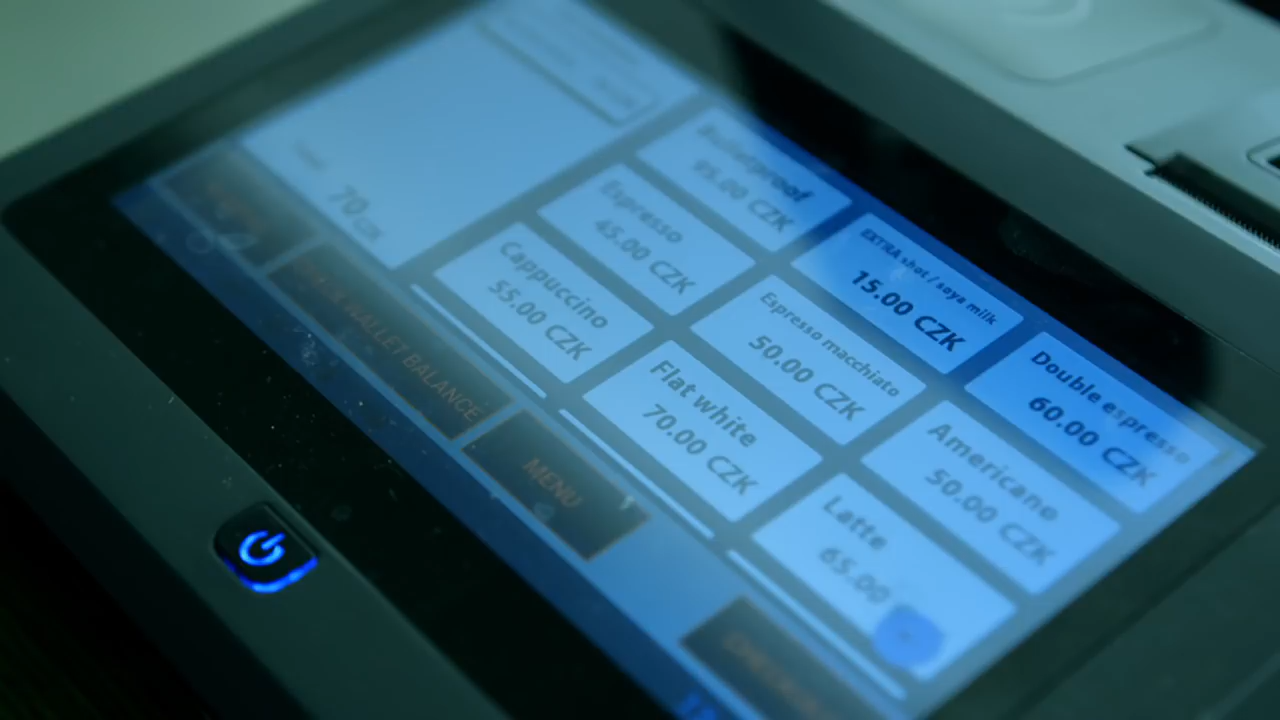 70 CZK
Bulletproof
95.00 CZK
EXTRA shot / soya milk
15.00 CZK
Double espresso
60.00 CZK
Espresso
45.00 CZK
Espresso macchiato
50.00 CZK
Americano
50.00 CZK
Cappuccino
55.00 CZK
Flat white
70.00 CZK
Latte
65.00
WALLET BALANCE
MENU